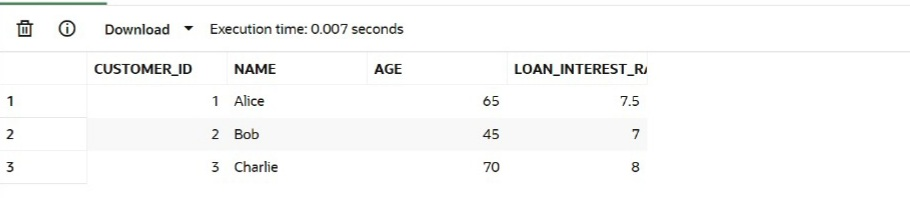 Download Execution time: 0.007 seconds
CUSTOMER_ID NAME AGE LOAN_INTEREST_RA
1 1 Alice 65 7.5
2 2 Bob 45 7
3 3 Charlie 70 8